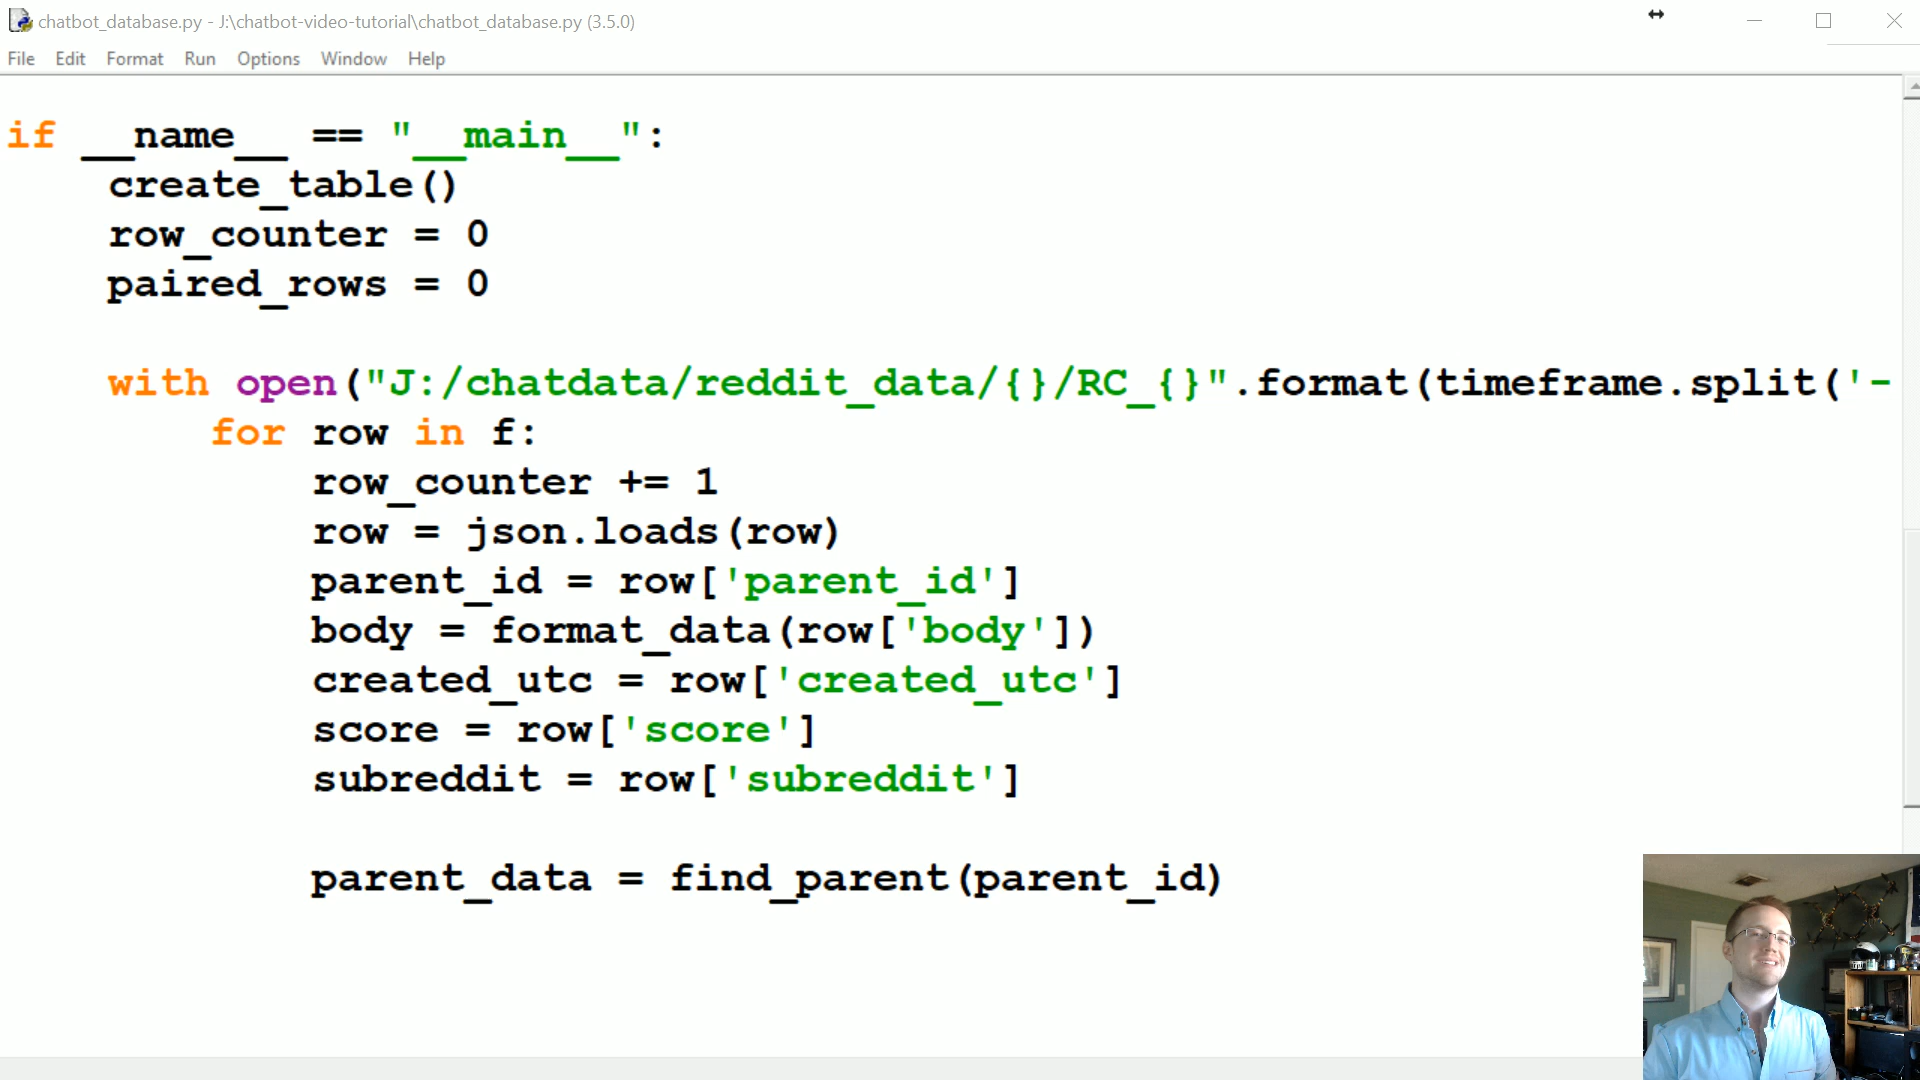 chatbot_database.py - J:\chatbot-video-tutorial\chatbot_database.py (3.5.0)
File Edit Format Run Options Window Help
if __name__ == "__main__":
    create_table()
    row_counter = 0
    paired_rows = 0
    with open("J:/chatdata/reddit_data/{}/RC_{}".format(timeframe.split('-
        for row in f:
            row_counter += 1
            row = json.loads(row)
            parent_id = row['parent_id']
            body = format_data(row['body'])
            created_utc = row['created_utc']
            score = row['score']
            subreddit = row['subreddit']
            parent_data = find_parent(parent_id)